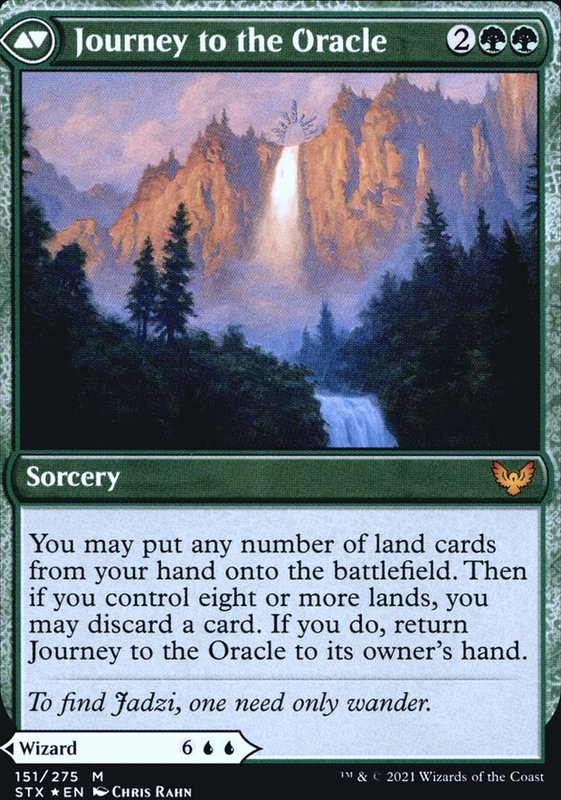 Journey to the Oracle 2
Sorcery
You may put any number of land cards
from your hand onto the battlefield. Then
if you control eight or more lands, you
may discard a card. If you do, return
Journey to the Oracle to its owner's hand.
To find Jadzi, one need only wander.
Wizard 6
151/275 M
STX ★ EN Chris Rahn
™ & © 2021 Wizards of the Coast